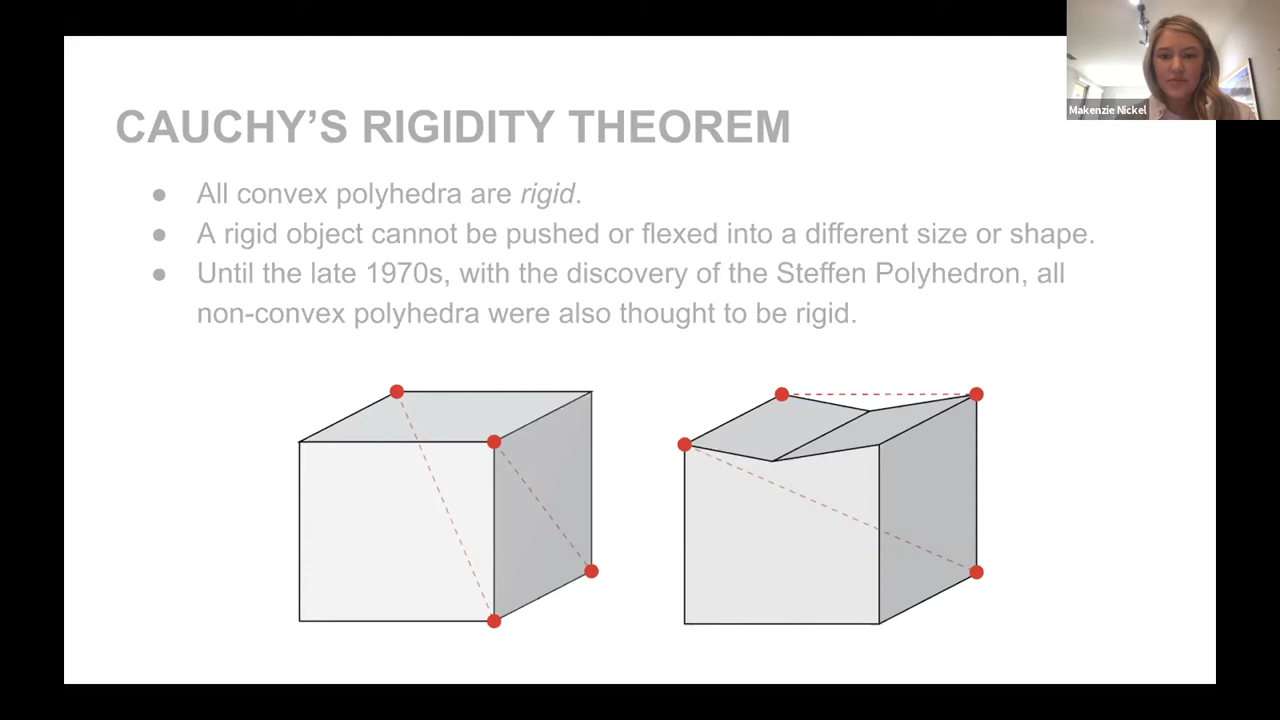 Makenzie Nickel
CAUCHY'S RIGIDITY THEOREM
● All convex polyhedra are rigid.
● A rigid object cannot be pushed or flexed into a different size or shape.
● Until the late 1970s, with the discovery of the Steffen Polyhedron, all
non-convex polyhedra were also thought to be rigid.